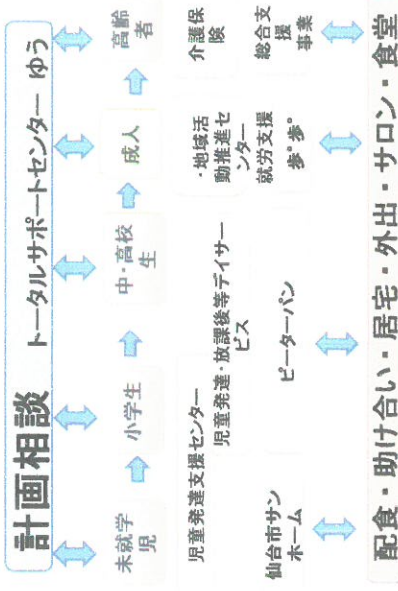 計画相談 トータルサポートセンター ゆう
未就学
児
小学生
中・高校
生
成人
高齢
者
児童発達支援センター
児童発達・放課後等デイサー
ビス
・地域活
動推進セ
ンター
就労支援
歩°歩°
介護保
険
仙台市サン
ホーム
ピーターパン
総合支
援
事業
配食・助け合い・居宅・外出・サロン・食堂